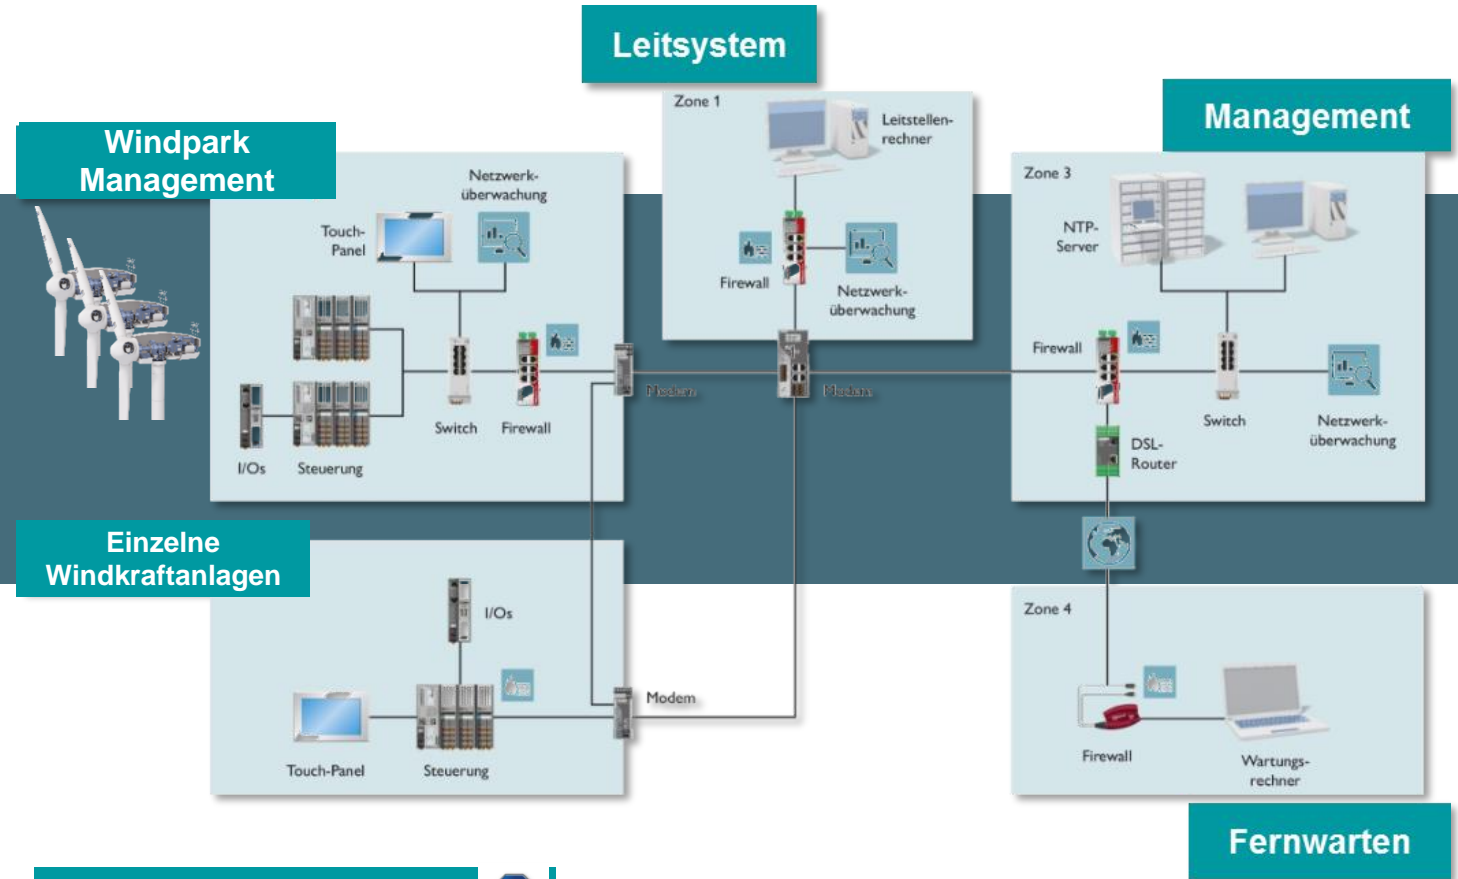 Leitsystem
Zone 1
Leitstellen-
rechner
Firewall
Netzwerk-
überwachung
Management
Zone 3
NTP-
Server
Firewall
Switch
Netzwerk-
überwachung
DSL-
Router
Windpark
Management
Netzwerk-
überwachung
Touch-
Panel
Switch
Firewall
I/Os
Steuerung
Modem
Modem
Einzelne
Windkraftanlagen
I/Os
Modem
Touch-Panel
Steuerung
Zone 4
Firewall
Wartungs-
rechner
Fernwarten